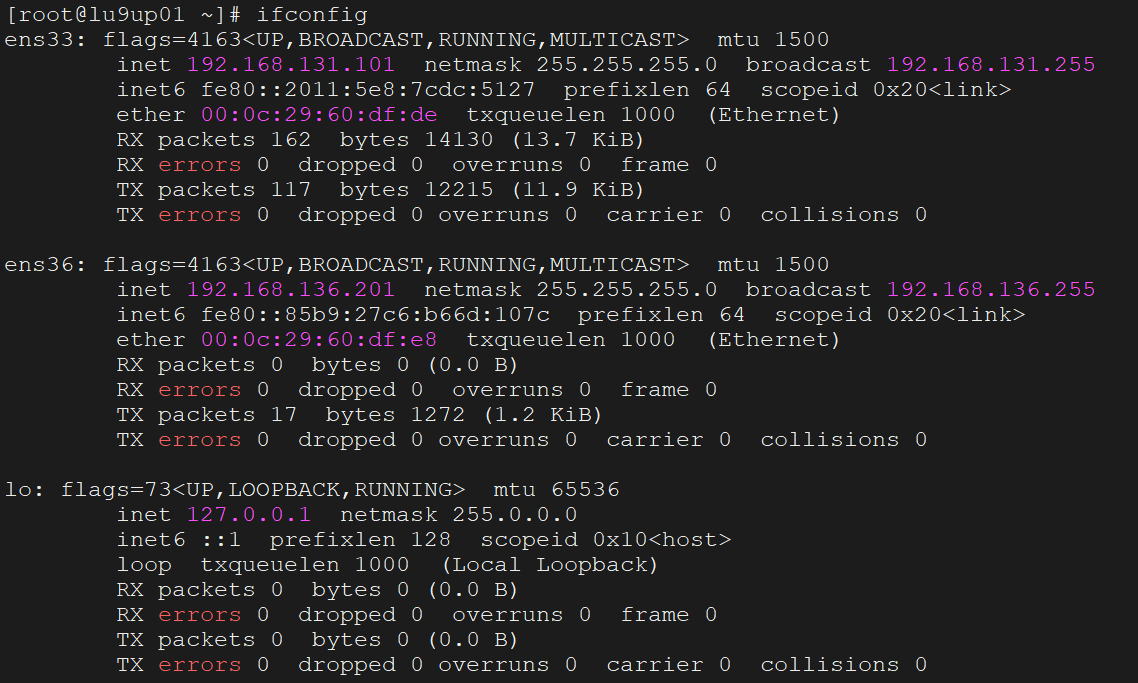 [root@lu9up01 ~]# ifconfig
ens33: flags=4163<UP,BROADCAST,RUNNING,MULTICAST>  mtu 1500
        inet 192.168.131.101  netmask 255.255.255.0  broadcast 192.168.131.255
        inet6 fe80::2011:5e8:7cdc:5127  prefixlen 64  scopeid 0x20<link>
        ether 00:0c:29:60:df:de  txqueuelen 1000  (Ethernet)
        RX packets 162  bytes 14130 (13.7 KiB)
        RX errors 0  dropped 0  overruns 0  frame 0
        TX packets 117  bytes 12215 (11.9 KiB)
        TX errors 0  dropped 0 overruns 0  carrier 0  collisions 0

ens36: flags=4163<UP,BROADCAST,RUNNING,MULTICAST>  mtu 1500
        inet 192.168.136.201  netmask 255.255.255.0  broadcast 192.168.136.255
        inet6 fe80::85b9:27c6:b66d:107c  prefixlen 64  scopeid 0x20<link>
        ether 00:0c:29:60:df:e8  txqueuelen 1000  (Ethernet)
        RX packets 0  bytes 0 (0.0 B)
        RX errors 0  dropped 0  overruns 0  frame 0
        TX packets 17  bytes 1272 (1.2 KiB)
        TX errors 0  dropped 0 overruns 0  carrier 0  collisions 0

lo: flags=73<UP,LOOPBACK,RUNNING>  mtu 65536
        inet 127.0.0.1  netmask 255.0.0.0
        inet6 ::1  prefixlen 128  scopeid 0x10<host>
        loop  txqueuelen 1000  (Local Loopback)
        RX packets 0  bytes 0 (0.0 B)
        RX errors 0  dropped 0  overruns 0  frame 0
        TX packets 0  bytes 0 (0.0 B)
        TX errors 0  dropped 0 overruns 0  carrier 0  collisions 0